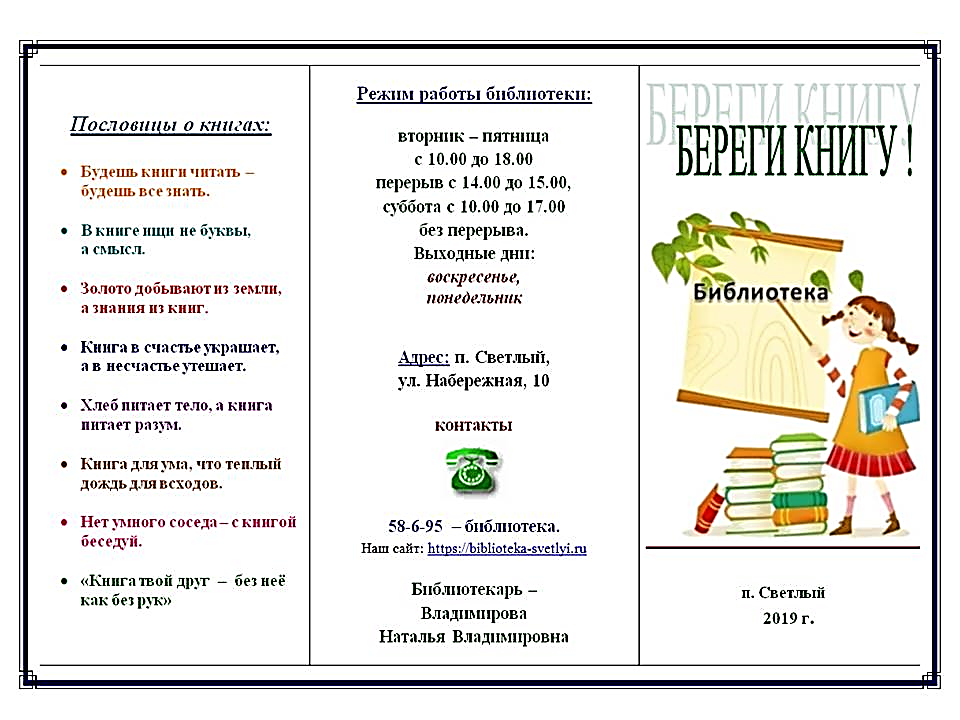 Пословицы о книгах:
• Будешь книги читать –
будешь все знать.
• В книге ищи не буквы,
а смысл.
• Золото добывают из земли,
а знания из книг.
• Книга в счастье украшает,
а в несчастье утешает.
• Хлеб питает тело, а книга
питает разум.
• Книга для ума, что теплый
дождь для всходов.
• Нет умного соседа – с книгой
беседуй.
• «Книга твой друг – без неё
как без рук»
Режим работы библиотеки:
вторник – пятница
с 10.00 до 18.00
перерыв с 14.00 до 15.00,
суббота с 10.00 до 17.00
без перерыва.
Выходные дни:
воскресенье,
понедельник
Адрес: п. Светлый,
ул. Набережная, 10
контакты
58-6-95 – библиотека.
Наш сайт: https://biblioteka-svetlyi.ru
Библиотекарь –
Владимирова
Наталья Владимировна
БЕРЕГИ КНИГУ !
Библиотека
п. Светлый
2019 г.